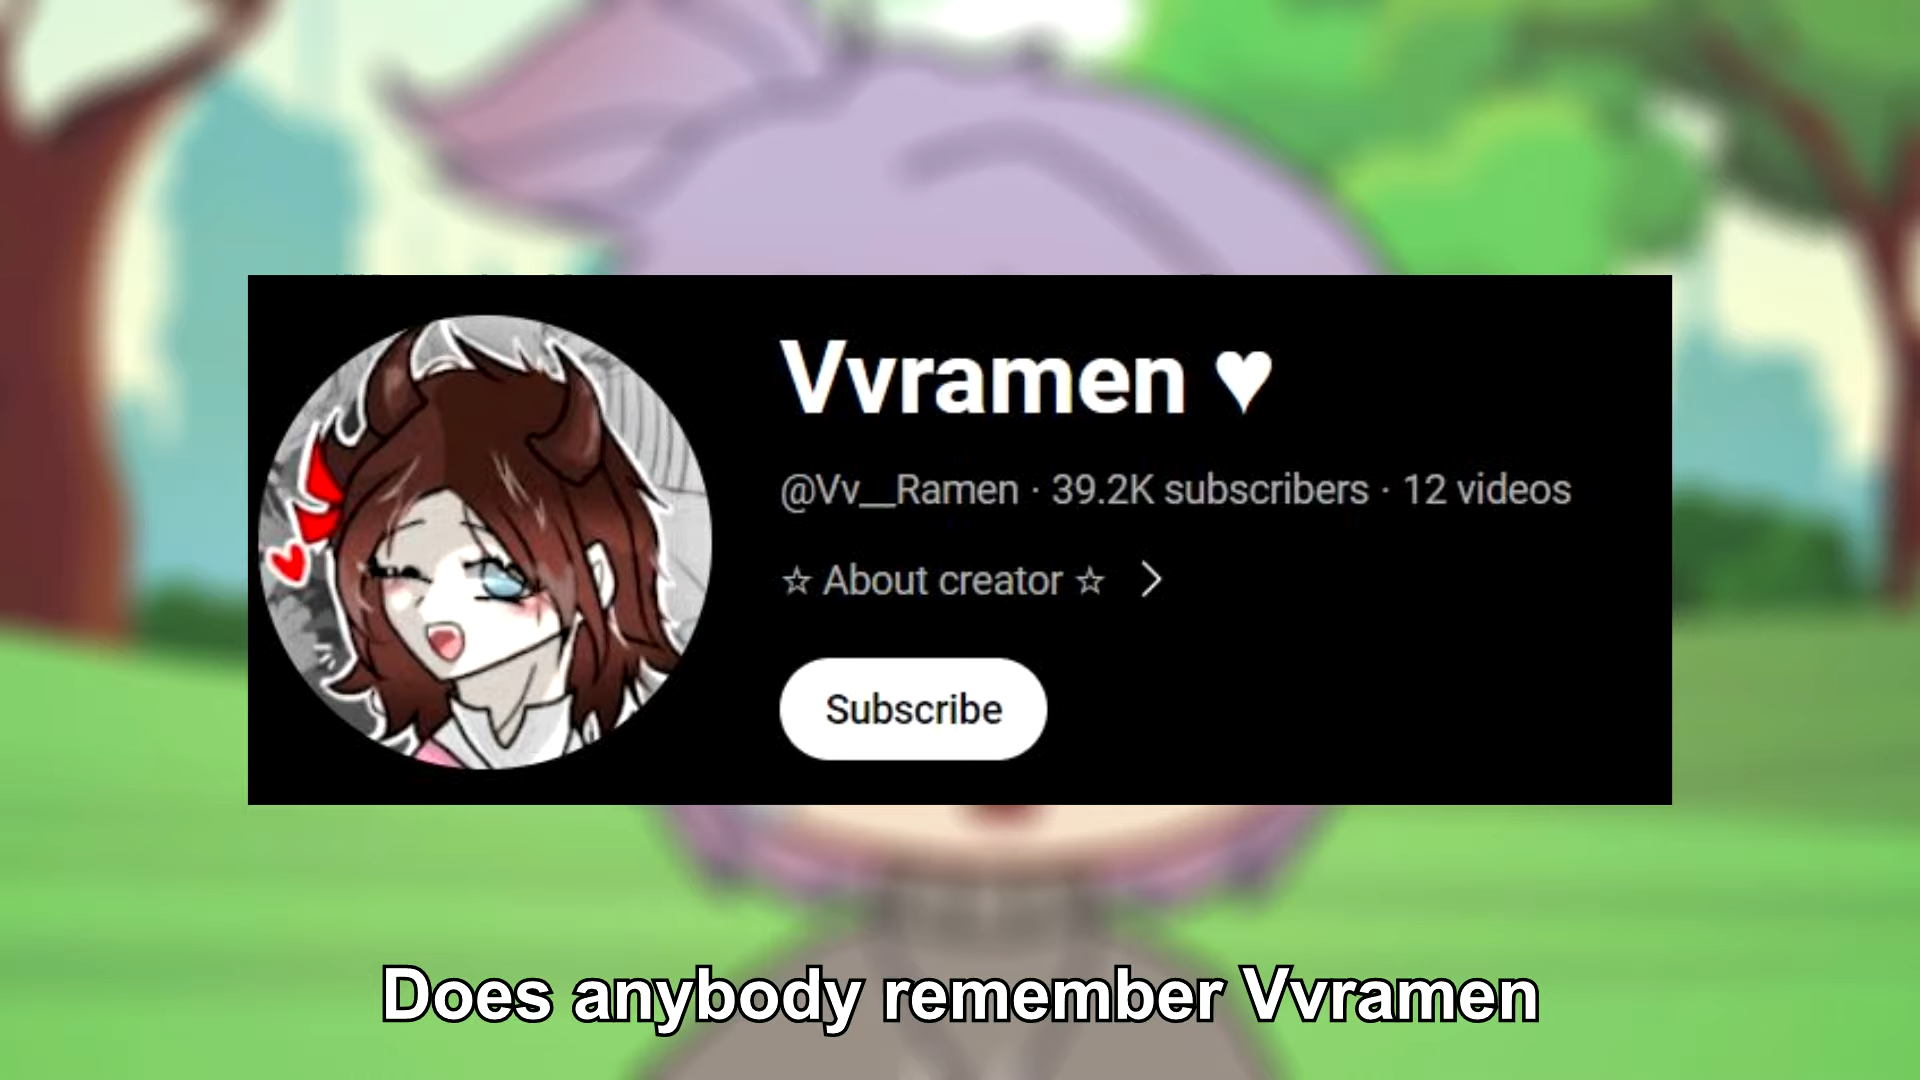 Vvramen ♥
@Vv__Ramen · 39.2K subscribers · 12 videos
☆ About creator ☆ >
Subscribe
Does anybody remember Vvramen